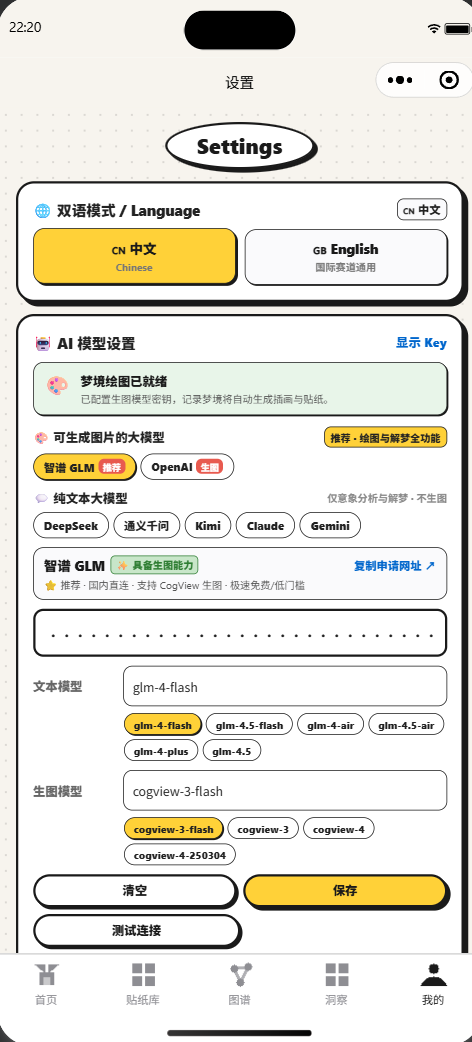 22:20
设置
Settings
双语模式 / Language
CN 中文
CN 中文
Chinese
GB English
国际赛道通用
AI 模型设置
显示 Key
梦境绘图已就绪
已配置生图模型密钥，记录梦境将自动生成插画与贴纸。
可生成图片的大模型
推荐 · 绘图与解梦全功能
智谱 GLM 推荐
OpenAI 生图
纯文本大模型
仅意象分析与解梦 · 不生图
DeepSeek
通义千问
Kimi
Claude
Gemini
智谱 GLM
具备生图能力
复制申请网址 ↗
推荐 · 国内直连 · 支持 CogView 生图 · 极速免费/低门槛
文本模型
glm-4-flash
glm-4-flash
glm-4.5-flash
glm-4-air
glm-4.5-air
glm-4-plus
glm-4.5
生图模型
cogview-3-flash
cogview-3-flash
cogview-3
cogview-4
cogview-4-250304
清空
保存
测试连接
首页
贴纸库
图谱
洞察
我的